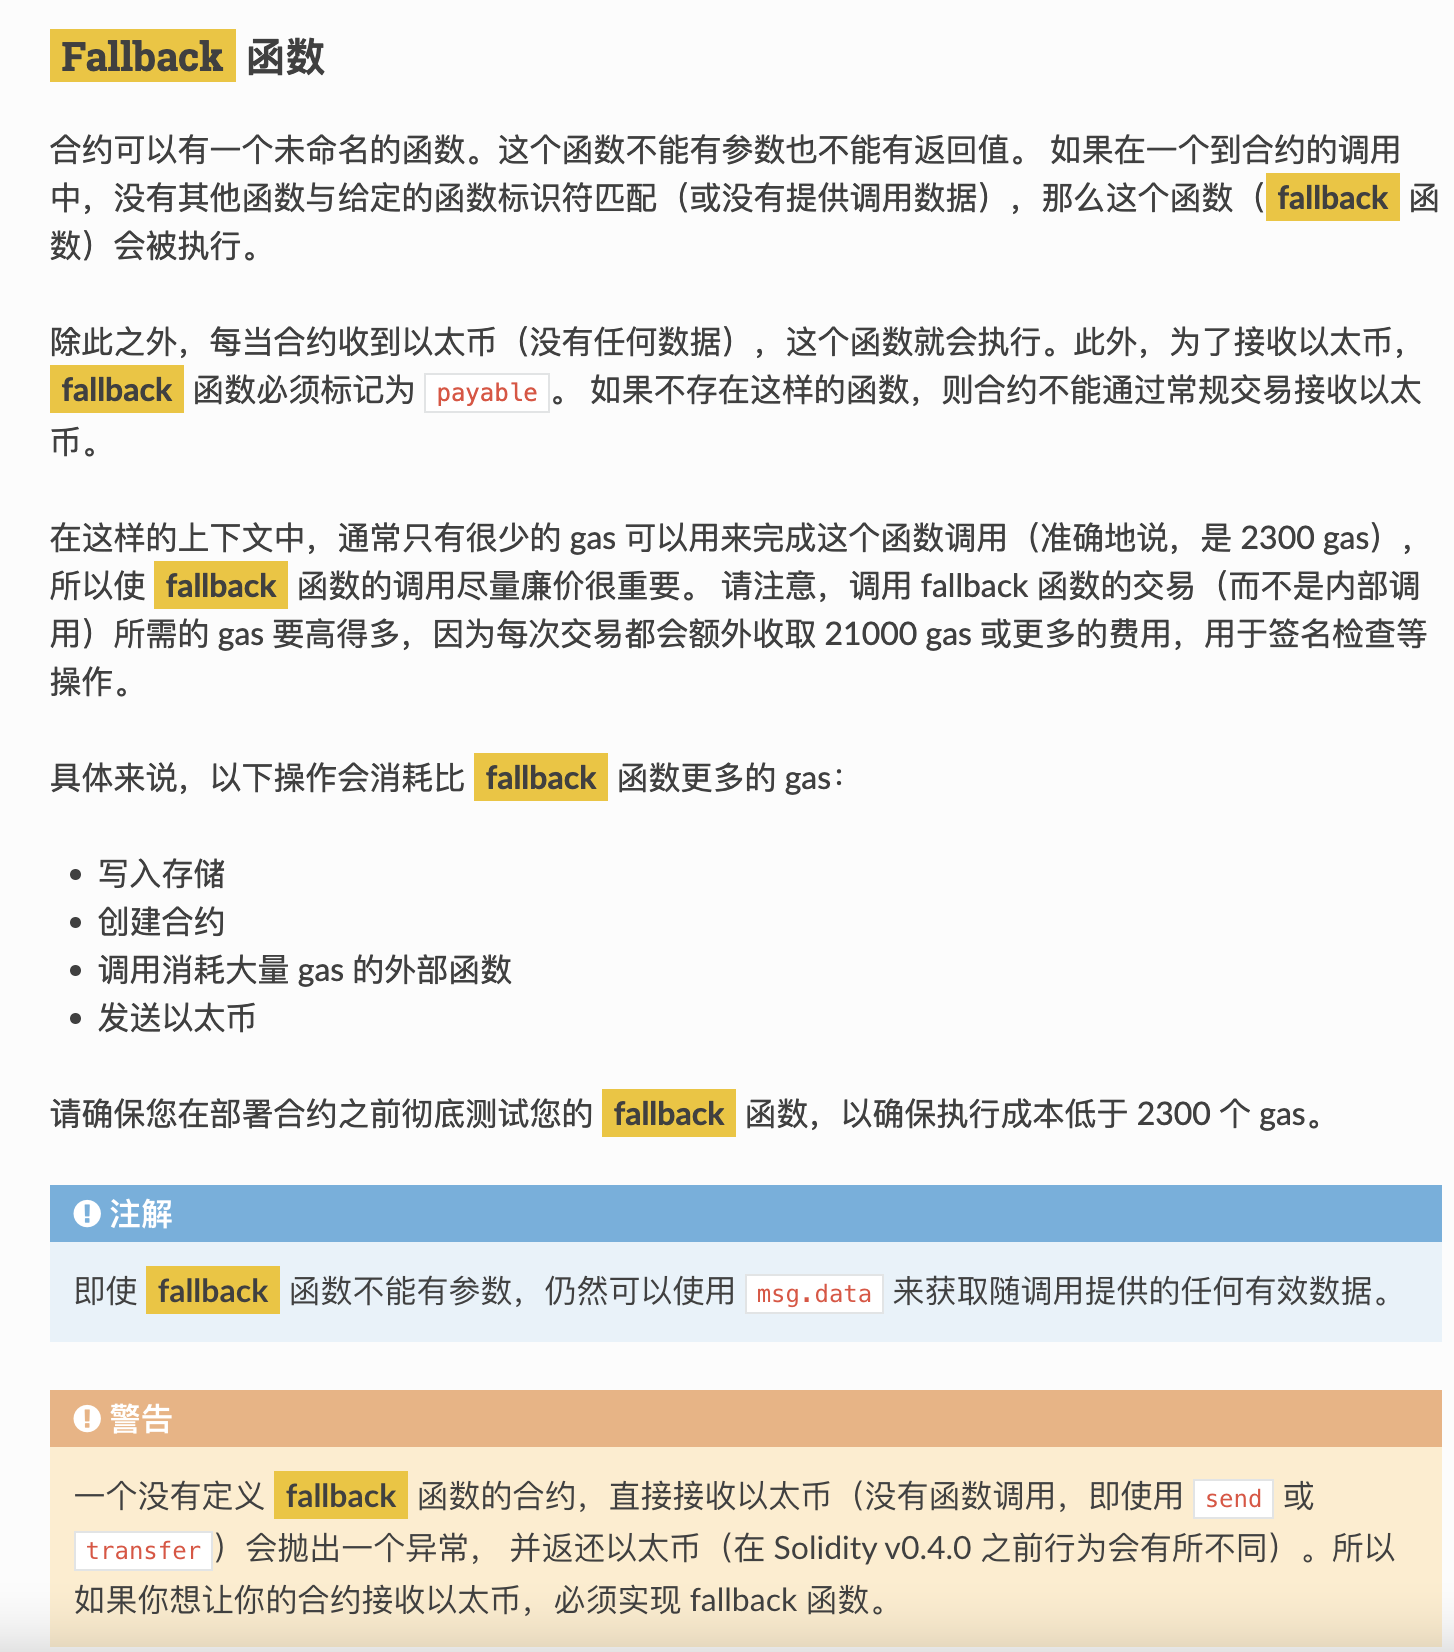 Fallback 函数
合约可以有一个未命名的函数。这个函数不能有参数也不能有返回值。 如果在一个到合约的调用
中，没有其他函数与给定的函数标识符匹配（或没有提供调用数据），那么这个函数（fallback 函
数）会被执行。
除此之外，每当合约收到以太币（没有任何数据），这个函数就会执行。此外，为了接收以太币，
fallback 函数必须标记为 payable。 如果不存在这样的函数，则合约不能通过常规交易接收以太
币。
在这样的上下文中，通常只有很少的 gas 可以用来完成这个函数调用（准确地说，是 2300 gas），
所以使 fallback 函数的调用尽量廉价很重要。 请注意，调用 fallback 函数的交易（而不是内部调
用）所需的 gas 要高得多，因为每次交易都会额外收取 21000 gas 或更多的费用，用于签名检查等
操作。
具体来说，以下操作会消耗比 fallback 函数更多的 gas：
• 写入存储
• 创建合约
• 调用消耗大量 gas 的外部函数
• 发送以太币
请确保您在部署合约之前彻底测试您的 fallback 函数，以确保执行成本低于 2300 个 gas。
注解
即使 fallback 函数不能有参数，仍然可以使用 msg.data 来获取随调用提供的任何有效数据。
警告
一个没有定义 fallback 函数的合约，直接接收以太币（没有函数调用，即使用 send 或
transfer）会抛出一个异常， 并返还以太币（在 Solidity v0.4.0 之前行为会有所不同）。所以
如果你想让你的合约接收以太币，必须实现 fallback 函数。